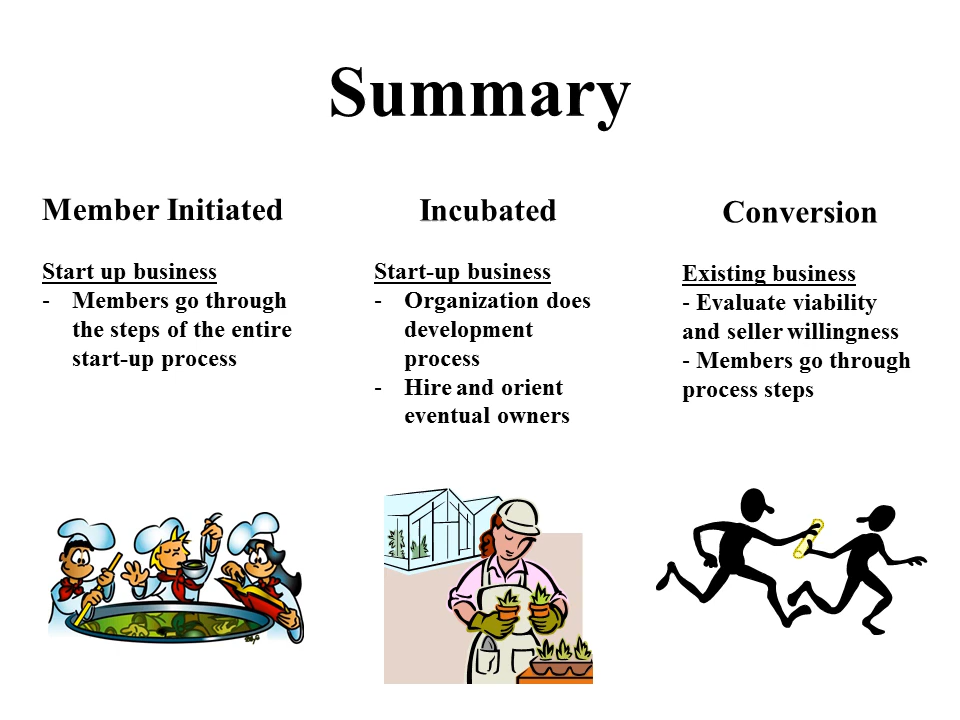 Summary
Member Initiated
Start up business
- Members go through
the steps of the entire
start-up process
Incubated
Start-up business
- Organization does
development
process
- Hire and orient
eventual owners
Conversion
Existing business
- Evaluate viability
and seller willingness
- Members go through
process steps